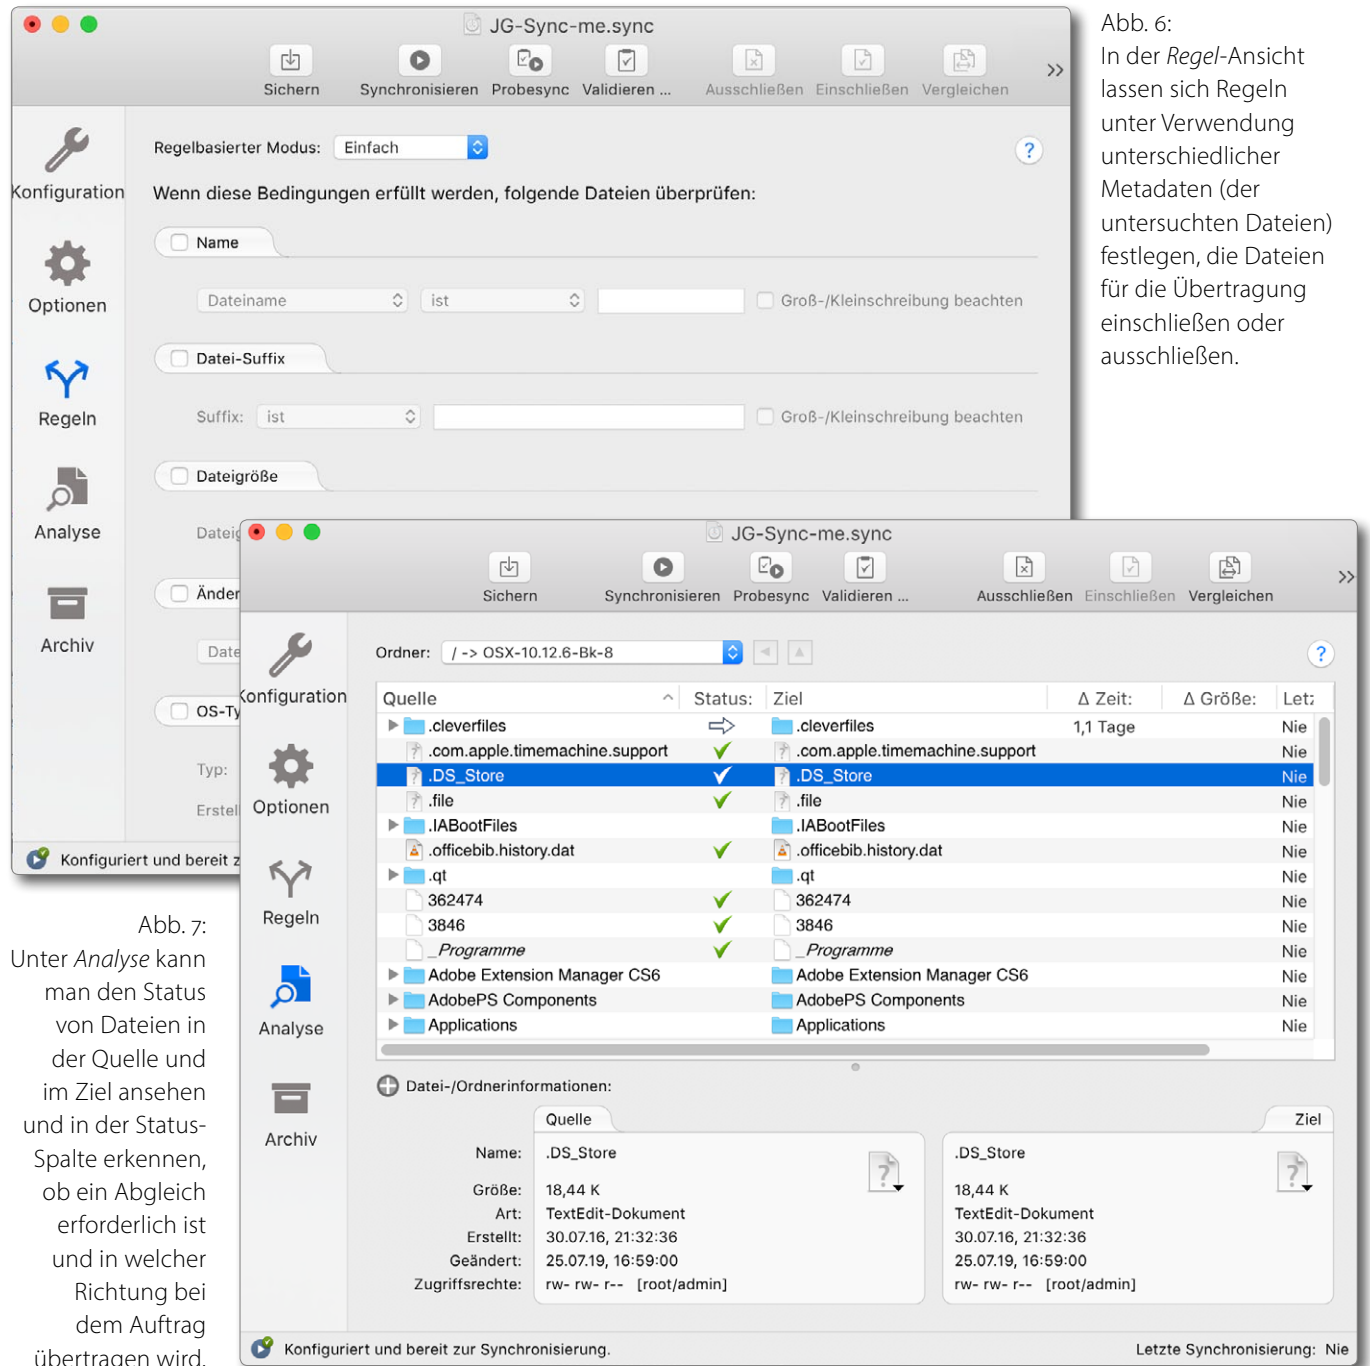 JG-Sync-me.sync
Sichern Synchronisieren Probesync Validieren ... Ausschließen Einschließen Vergleichen
Konfiguration
Optionen
Regeln
Analyse
Archiv
Regelbasierter Modus: Einfach
Wenn diese Bedingungen erfüllt werden, folgende Dateien überprüfen:
Name
Dateiname ist Groß-/Kleinschreibung beachten
Datei-Suffix
Suffix: ist Groß-/Kleinschreibung beachten
Dateigröße
Dateig
Änder
Date
OS-Ty
Typ:
Erstell
Konfiguriert und bereit z
Abb. 6:
In der Regel-Ansicht
lassen sich Regeln
unter Verwendung
unterschiedlicher
Metadaten (der
untersuchten Dateien)
festlegen, die Dateien
für die Übertragung
einschließen oder
ausschließen.
JG-Sync-me.sync
Sichern Synchronisieren Probesync Validieren ... Ausschließen Einschließen Vergleichen
Konfiguration
Optionen
Regeln
Analyse
Archiv
Ordner: / -> OSX-10.12.6-Bk-8
Quelle Status: Ziel Δ Zeit: Δ Größe: Letz
.cleverfiles .cleverfiles 1,1 Tage Nie
.com.apple.timemachine.support .com.apple.timemachine.support Nie
.DS_Store .DS_Store Nie
.file .file Nie
.IABootFiles .IABootFiles Nie
.officebib.history.dat .officebib.history.dat Nie
.qt .qt Nie
362474 362474 Nie
3846 3846 Nie
_Programme _Programme Nie
Adobe Extension Manager CS6 Adobe Extension Manager CS6 Nie
AdobePS Components AdobePS Components Nie
Applications Applications Nie
Datei-/Ordnerinformationen:
Quelle Ziel
Name: .DS_Store .DS_Store
Größe: 18,44 K 18,44 K
Art: TextEdit-Dokument TextEdit-Dokument
Erstellt: 30.07.16, 21:32:36 30.07.16, 21:32:36
Geändert: 25.07.19, 16:59:00 25.07.19, 16:59:00
Zugriffsrechte: rw- rw- r-- [root/admin] rw- rw- r-- [root/admin]
Konfiguriert und bereit zur Synchronisierung. Letzte Synchronisierung: Nie
Abb. 7:
Unter Analyse kann
man den Status
von Dateien in
der Quelle und
im Ziel ansehen
und in der Status-
Spalte erkennen,
ob ein Abgleich
erforderlich ist
und in welcher
Richtung bei
dem Auftrag
übertragen wird.